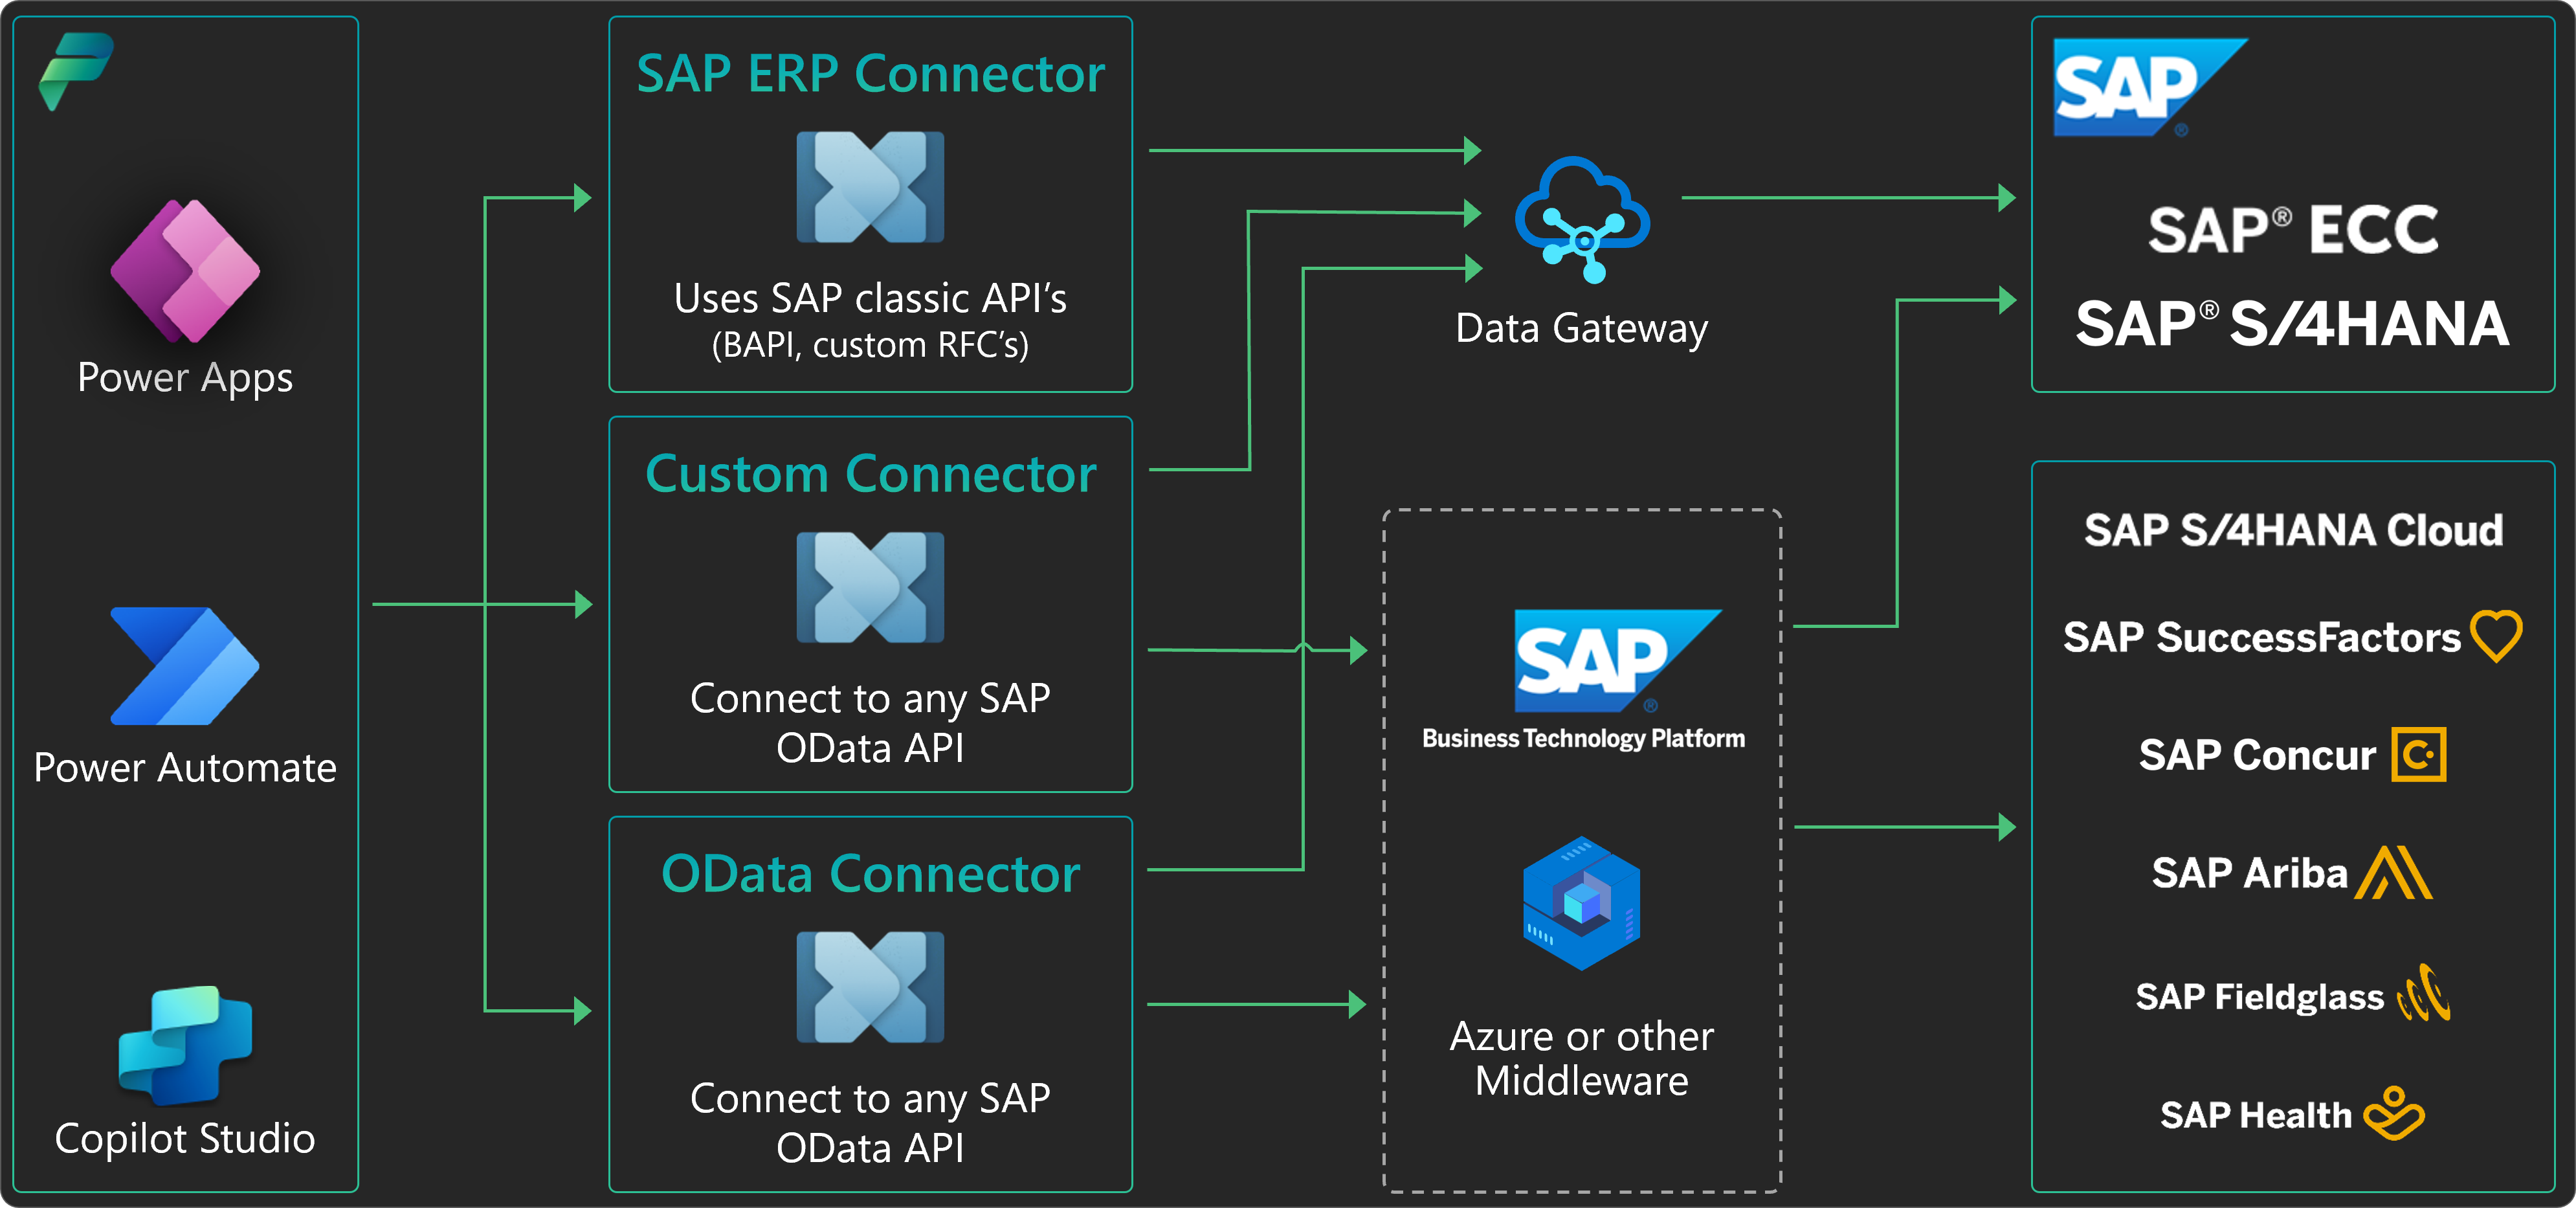 Power Apps
Power Automate
Copilot Studio
SAP ERP Connector
Uses SAP classic API’s
(BAPI, custom RFC’s)
Custom Connector
Connect to any SAP
OData API
OData Connector
Connect to any SAP
OData API
Data Gateway
SAP®
Business Technology Platform
Azure or other
Middleware
SAP®
SAP® ECC
SAP® S/4HANA
SAP S/4HANA Cloud
SAP SuccessFactors
SAP Concur C.
SAP Ariba
SAP Fieldglass
SAP Health